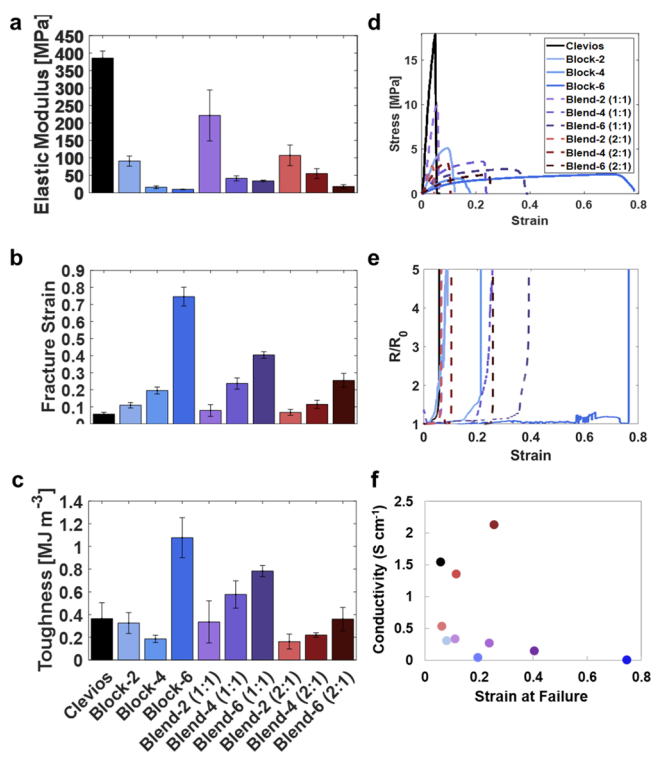 a
Elastic Modulus [MPa]
450
400
350
300
250
200
150
100
50
0
d
Stress [MPa]
15
10
5
0
0 0.2 0.4 0.6 0.8
Strain
Clevios
Block-2
Block-4
Block-6
Blend-2 (1:1)
Blend-4 (1:1)
Blend-6 (1:1)
Blend-2 (2:1)
Blend-4 (2:1)
Blend-6 (2:1)
b
Fracture Strain
0.9
0.8
0.7
0.6
0.4
0.3
0.2
0.1
0
e
R/R0
5
4
3
2
1
0 0.2 0.4 0.6 0.8
Strain
c
Toughness [MJ m⁻³]
1.4
1.2
1
0.8
0.6
0.4
0.2
0
Clevios
Block-2
Block-4
Block-6
Blend-2 (1:1)
Blend-4 (1:1)
Blend-6 (1:1)
Blend-2 (2:1)
Blend-4 (2:1)
Blend-6 (2:1)
f
Conductivity (S cm⁻¹)
2.5
2
1.5
1
0.5
0
0 0.2 0.4 0.6 0.8
Strain at Failure